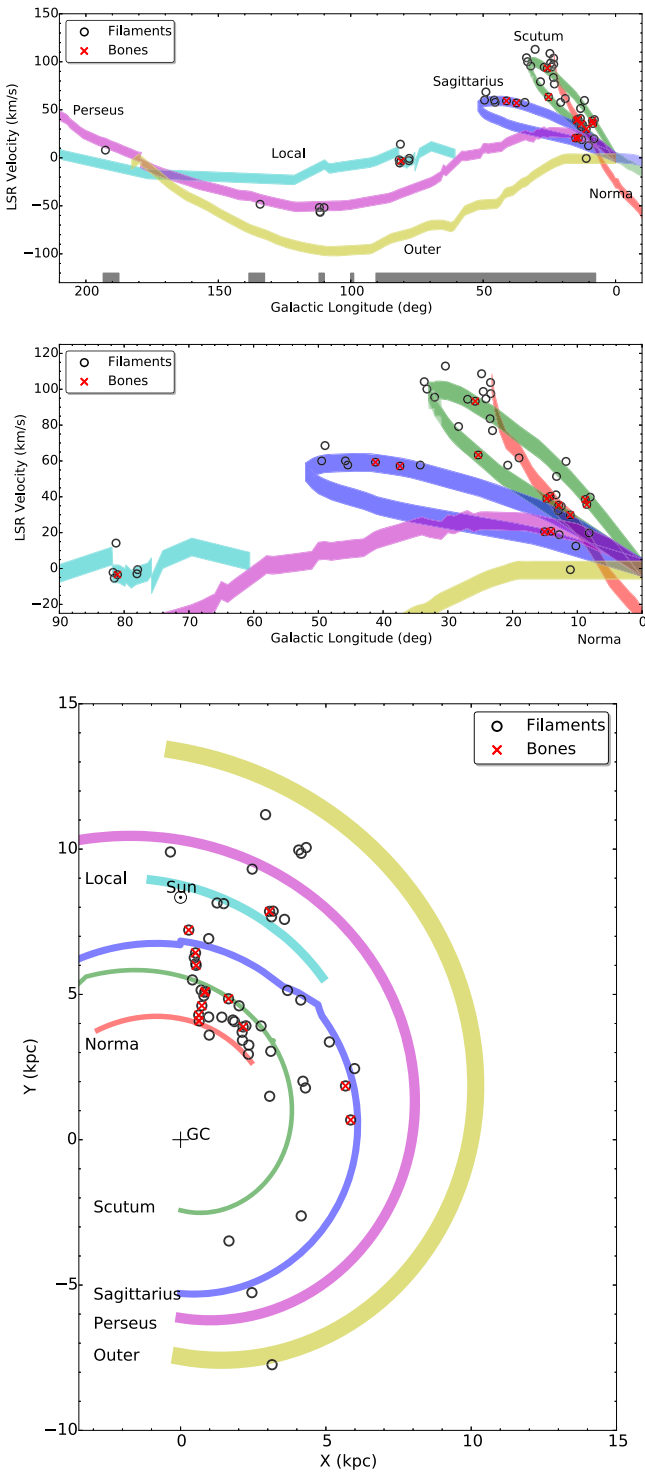 Filaments
Bones
Scutum
Sagittarius
Perseus
Local
Norma
Outer
100
50
0
−50
−100
LSR Velocity (km/s)
200 150 100 50 0
Galactic Longitude (deg)
Filaments
Bones
120
100
80
60
40
20
0
−20
LSR Velocity (km/s)
90 80 70 60 50 40 30 20 10 0
Galactic Longitude (deg)
Norma
15
10
5
0
−5
−10
Y (kpc)
Filaments
Bones
Local
Sun
Norma
GC
Scutum
Sagittarius
Perseus
Outer
0 5 10 15
X (kpc)